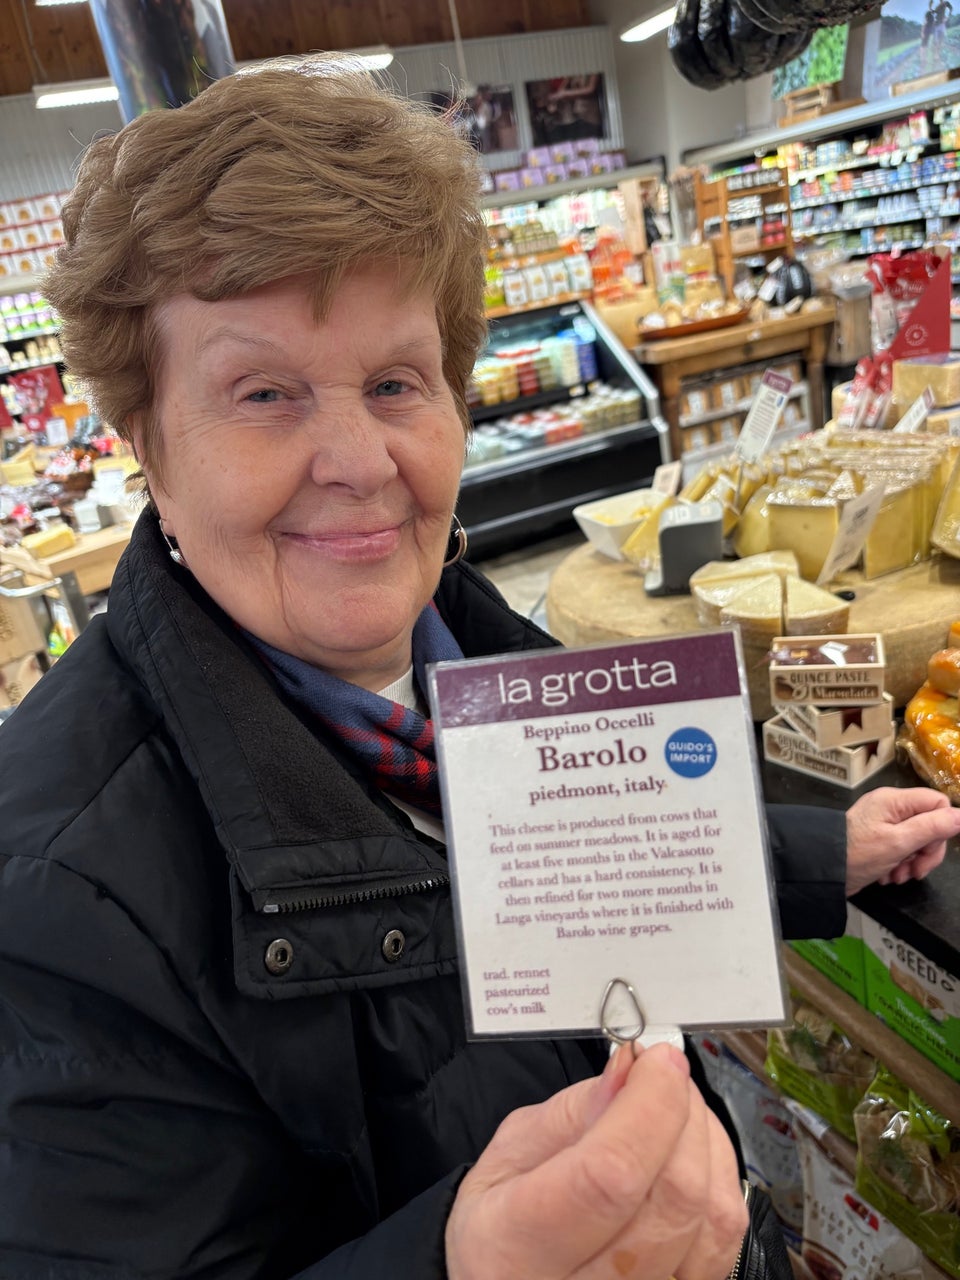 la grotta
Beppino Occelli
Barolo
GUIDO'S
IMPORT
piedmont, italy
This cheese is produced from cows that
feed on summer meadows. It is aged for
at least five months in the Valcasotto
cellars and has a hard consistency. It is
then refined for two more months in
Langa vineyards where it is finished with
Barolo wine grapes.
trad. rennet
pasteurized
cow's milk
QUINCE PASTE
Marmelada
QUINCE PASTE
Marmelada
SEED